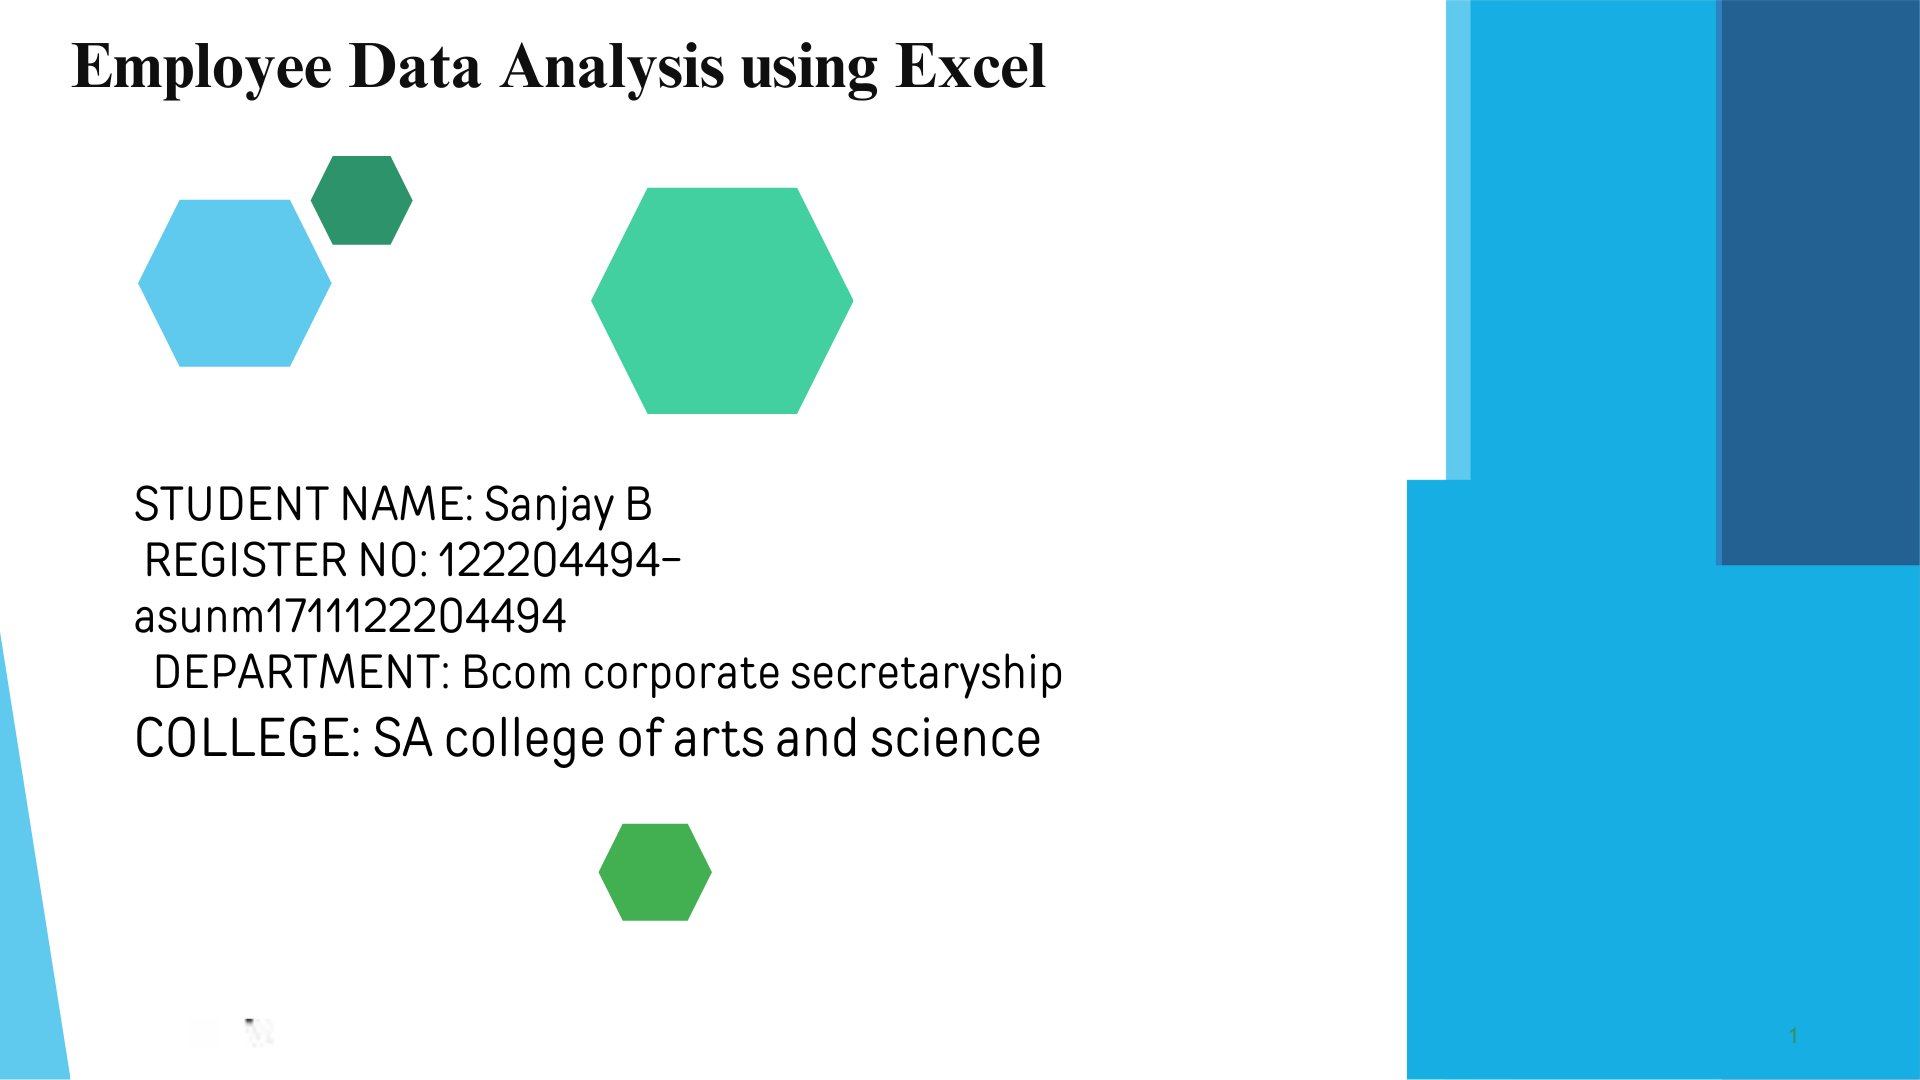 Employee Data Analysis using Excel
STUDENT NAME: Sanjay B
REGISTER NO: 122204494-
asunm1711122204494
DEPARTMENT: Bcom corporate secretaryship
COLLEGE: SA college of arts and science
1